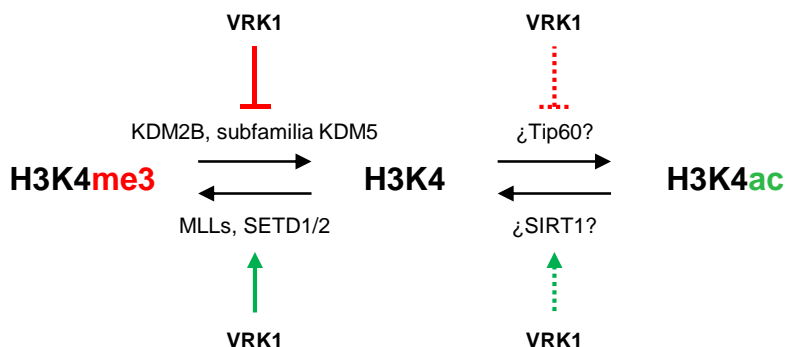 VRK1 VRK1
KDM2B, subfamilia KDM5 ¿Tip60?
H3K4me3 H3K4 H3K4ac
MLLs, SETD1/2 ¿SIRT1?
VRK1 VRK1